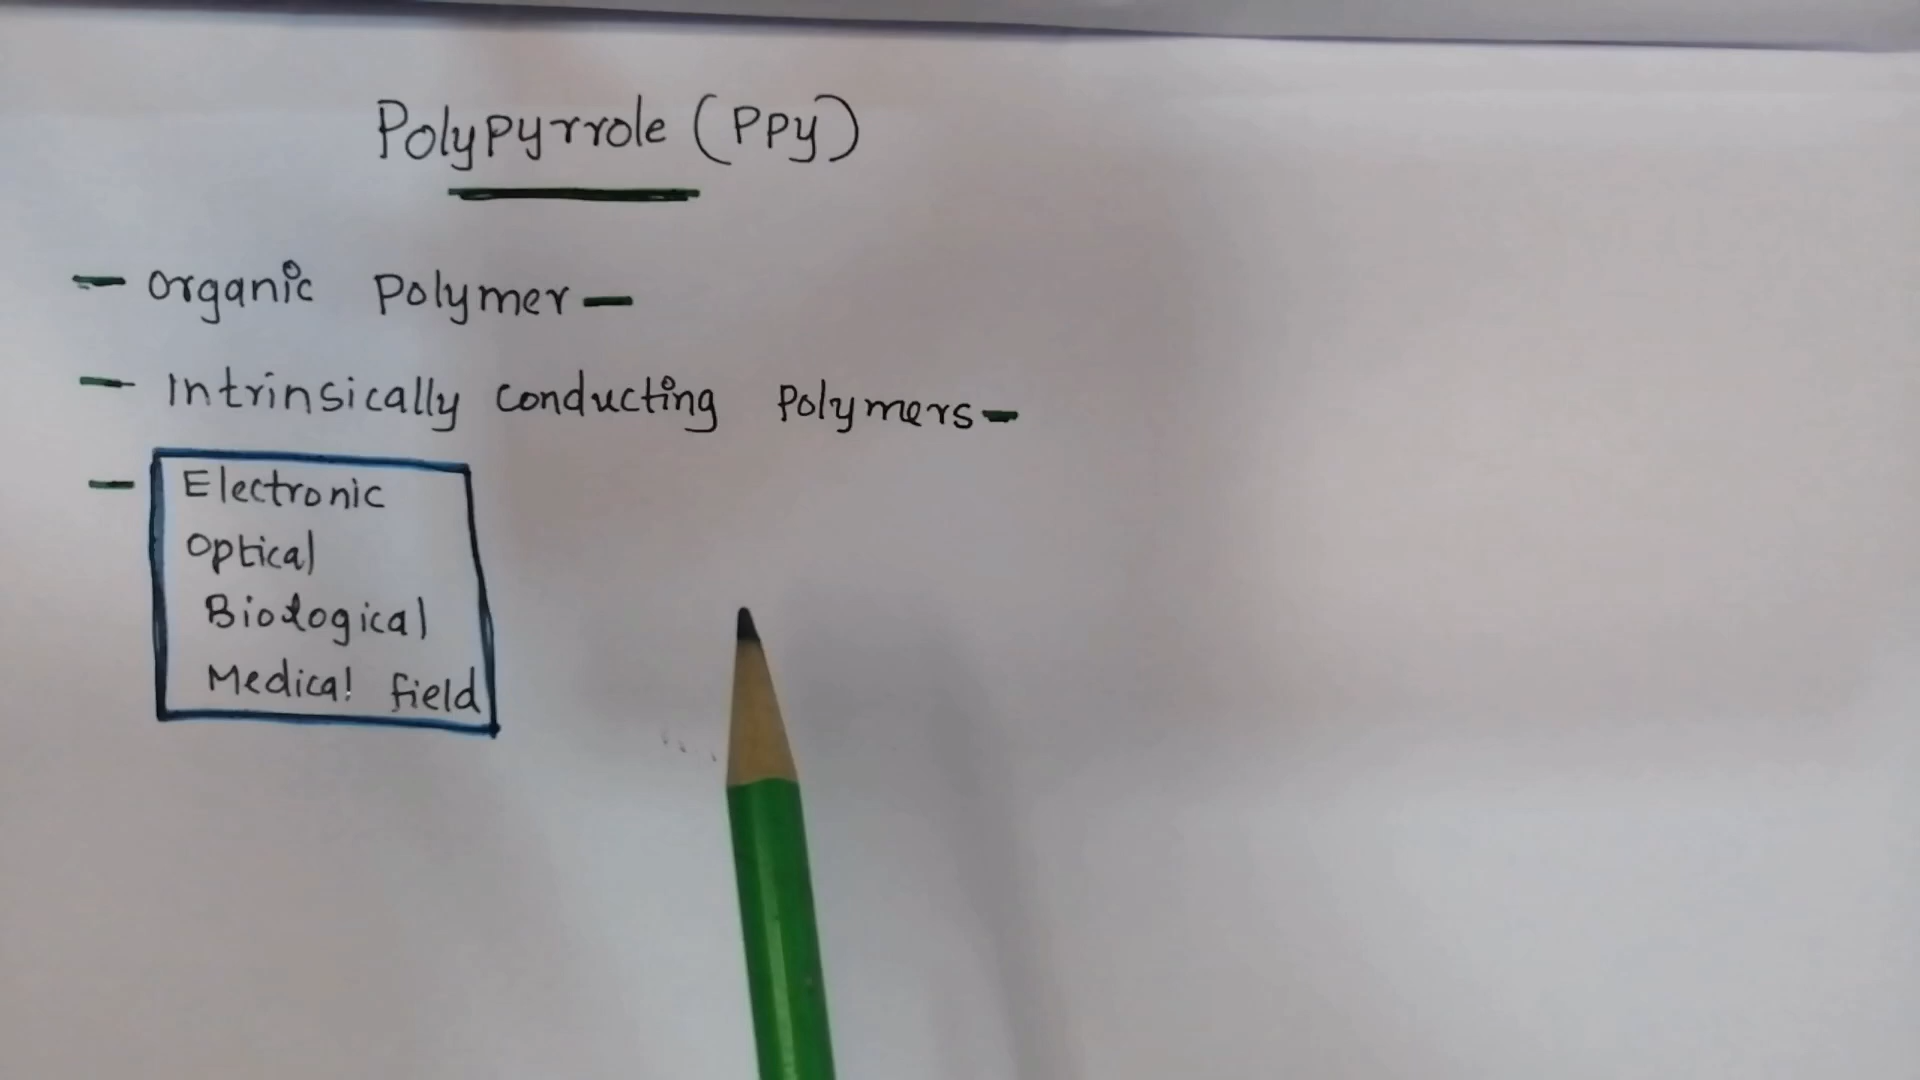 Polypyrrole (PPy)
- Organic Polymer -
- Intrinsically conducting Polymers -
- Electronic
Optical
Biological
Medical field